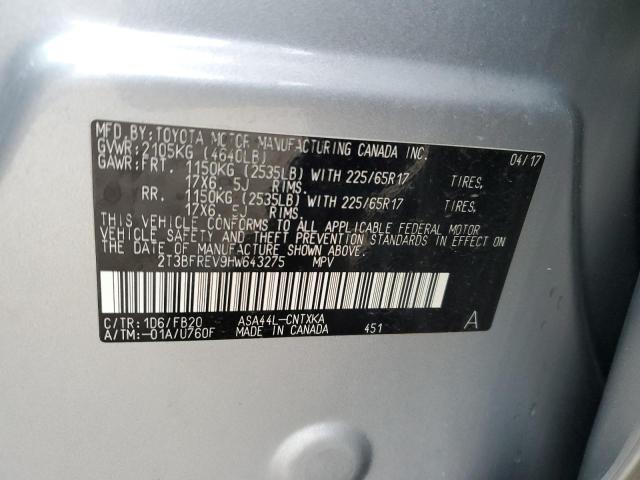 MFD. BY: TOYOTA MOTOR MANUFACTURING CANADA INC. 04/17
GVWR: 2105KG (4640LB)
GAWR: FRT. 1150KG (2535LB) WITH 225/65R17 TIRES,
17X6.5J RIMS.
RR. 1150KG (2535LB) WITH 225/65R17 TIRES,
17X6.5J RIMS.
THIS VEHICLE CONFORMS TO ALL APPLICABLE FEDERAL MOTOR
VEHICLE SAFETY AND THEFT PREVENTION STANDARDS IN EFFECT ON
THE DATE OF MANUFACTURE SHOWN ABOVE.
2T3BFREV9HW643275 MPV
C/TR: 1D6/FB20 ASA44L-CNTXKA
A/TM: -01A/U760F MADE IN CANADA 451 A